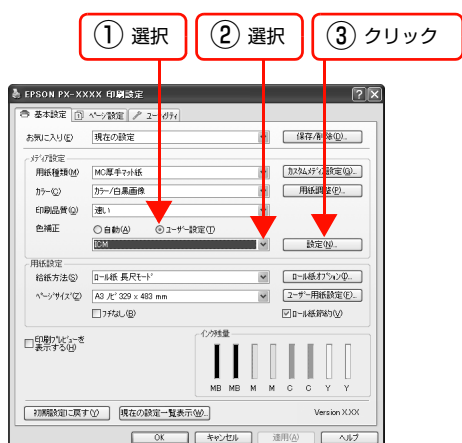 ① 選択 ② 選択 ③ クリック
EPSON PX-XXXX 印刷設定
基本設定 ページ設定 ユーティリティ
お気に入り(E) 現在の設定 保存/削除(D)...
メディア設定
用紙種類(M) MC厚手マット紙 カスタムメディア設定(Q)...
カラー(C) カラー/白黒画像 用紙調整(P)...
印刷品質(Q) 速い
色補正 自動(A) ユーザー設定(T)
ICM 設定(N)...
用紙設定
給紙方法(S) ロール紙 長尺モード ロール紙オプション(J)...
ページサイズ(Z) A3 ノビ 329 x 483 mm ユーザー用紙設定(F)...
フチなし(B) ロール紙節約(V)
印刷プレビューを
表示する(H)
インク残量
MB MB M M C C Y Y
初期設定に戻す(Y) 現在の設定一覧表示(W)... Version X.XX
OK キャンセル 適用(A) ヘルプ